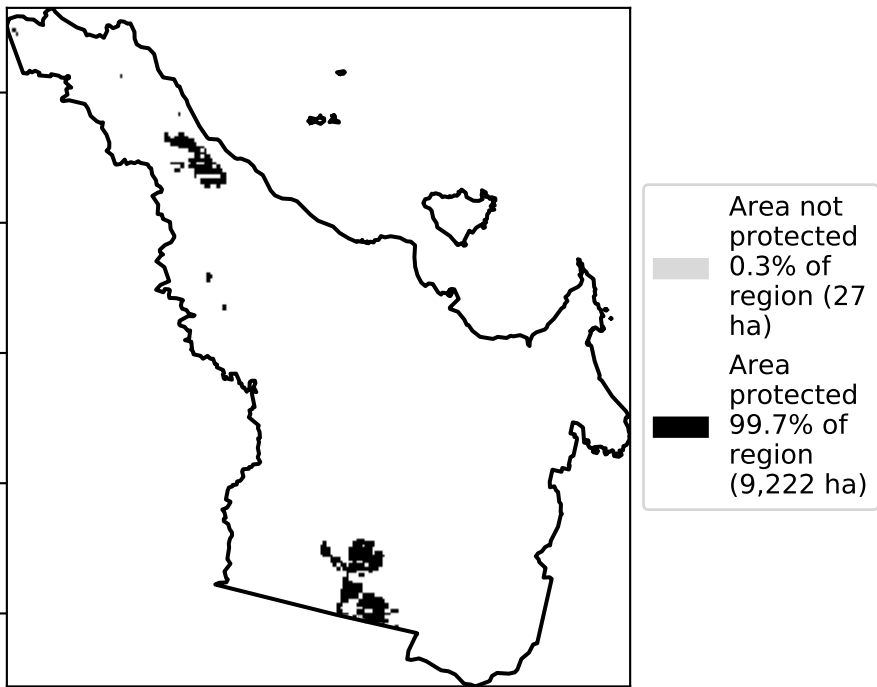 Area not
protected
0.3% of
region (27
ha)
Area
protected
99.7% of
region
(9,222 ha)